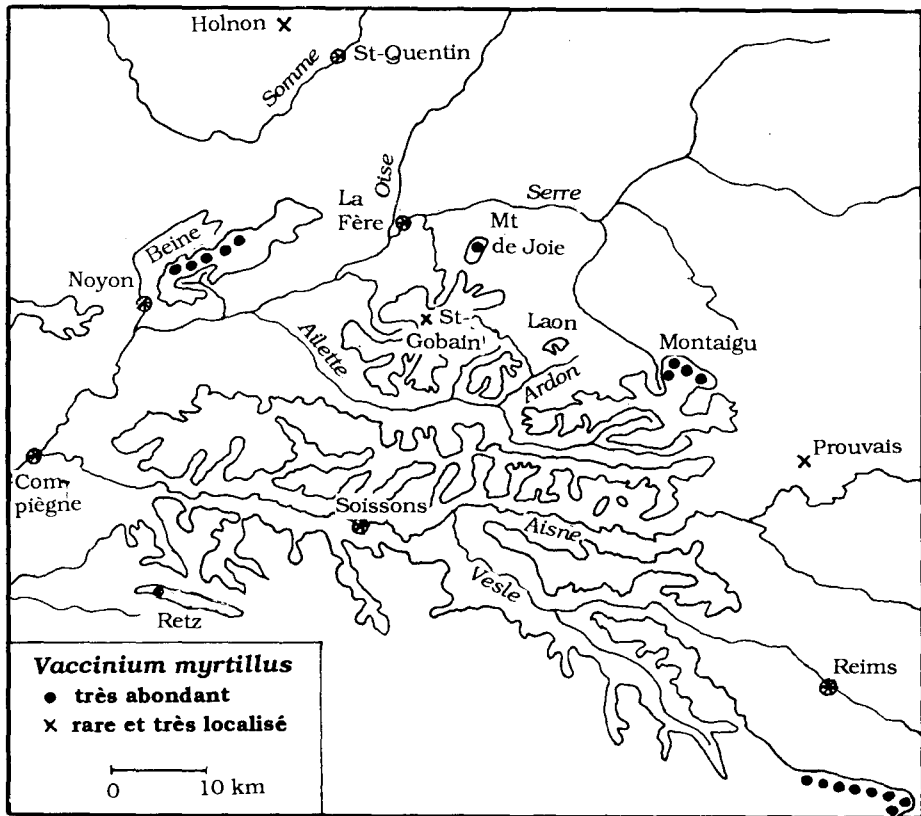 Holnon
St-Quentin
Somme
Oise
La
Fère
Serre
Mt
de Joie
Beine
Noyon
St-
Gobain
Laon
Ailette
Ardon
Montaigu
Prouvais
Com-
piègne
Soissons
Aisne
Vesle
Retz
Reims
Vaccinium myrtillus
très abondant
x rare et très localisé
0 10 km